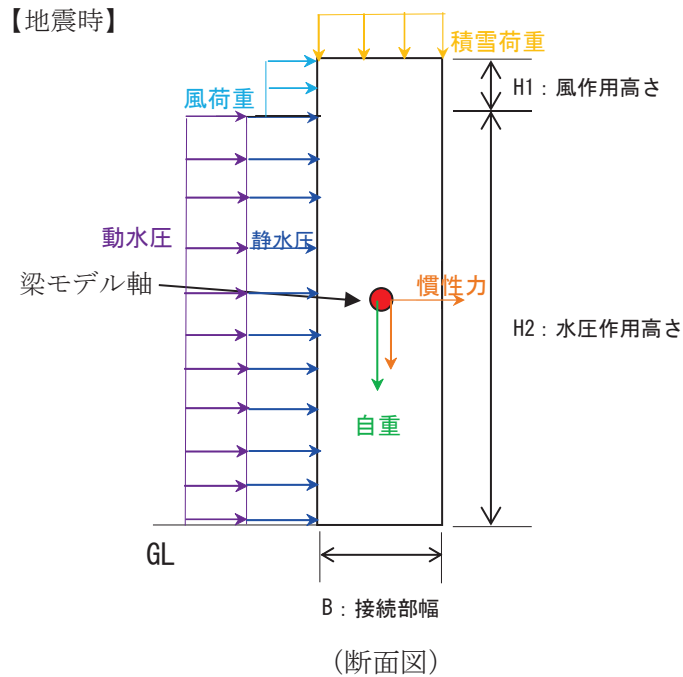 【地震時】
積雪荷重
H1：風作用高さ
風荷重
動水圧
静水圧
梁モデル軸
慣性力
H2：水圧作用高さ
自重
GL
B：接続部幅
(断面図)